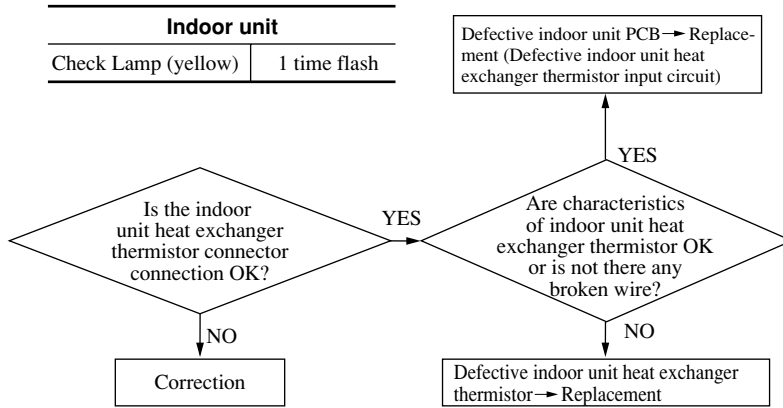 Indoor unit
Check Lamp (yellow) 1 time flash
Defective indoor unit PCB → Replace-
ment (Defective indoor unit heat
exchanger thermistor input circuit)
YES
Is the indoor
unit heat exchanger
thermistor connector
connection OK?
YES
Are characteristics
of indoor unit heat
exchanger thermistor OK
or is not there any
broken wire?
NO
Correction
NO
Defective indoor unit heat exchanger
thermistor → Replacement